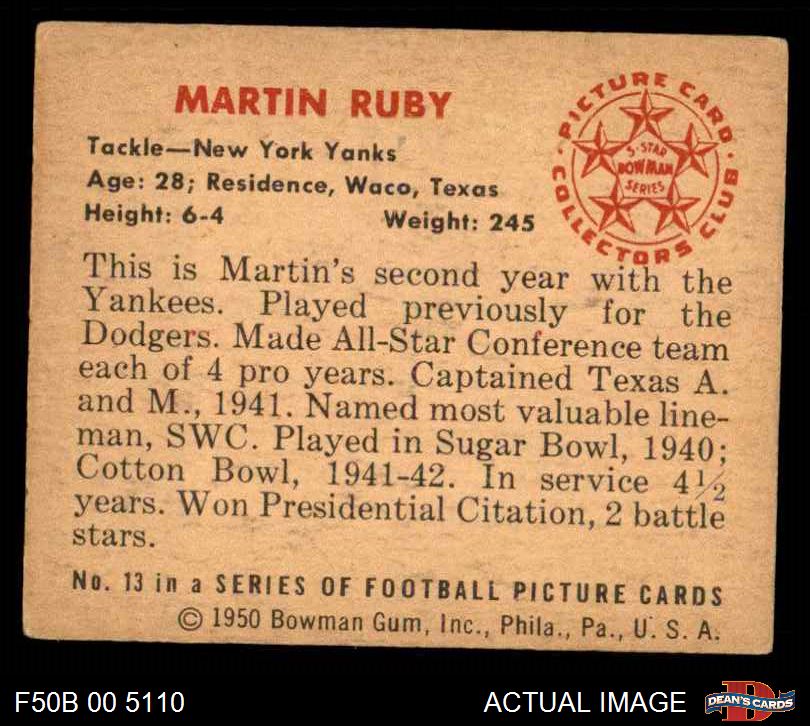 MARTIN RUBY
Tackle—New York Yanks
Age: 28; Residence, Waco, Texas
Height: 6-4 Weight: 245
PICTURE CARD
COLLECTORS CLUB
5-STAR
BOWMAN
SERIES
This is Martin's second year with the
Yankees. Played previously for the
Dodgers. Made All-Star Conference team
each of 4 pro years. Captained Texas A.
and M., 1941. Named most valuable line-
man, SWC. Played in Sugar Bowl, 1940;
Cotton Bowl, 1941-42. In service 4½
years. Won Presidential Citation, 2 battle
stars.
No. 13 in a SERIES OF FOOTBALL PICTURE CARDS
© 1950 Bowman Gum, Inc., Phila., Pa., U. S. A.
F50B 00 5110 ACTUAL IMAGE
D
DEAN'S CARDS